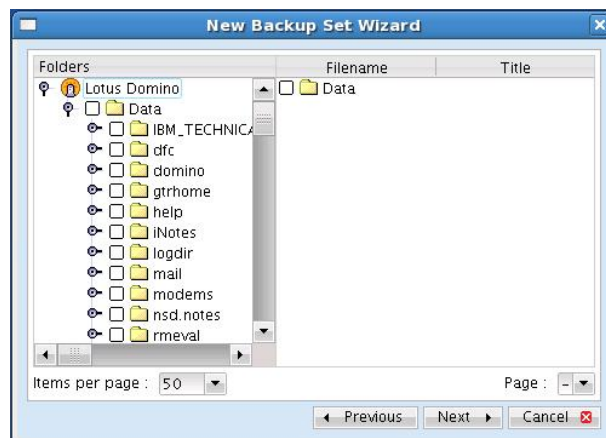 New Backup Set Wizard
Folders
Filename
Title
Lotus Domino
Data
IBM_TECHNICA
dfc
domino
gtrhome
help
iNotes
logdir
mail
modems
nsd.notes
rmeval
Data
Items per page : 50
Page : -
Previous
Next
Cancel